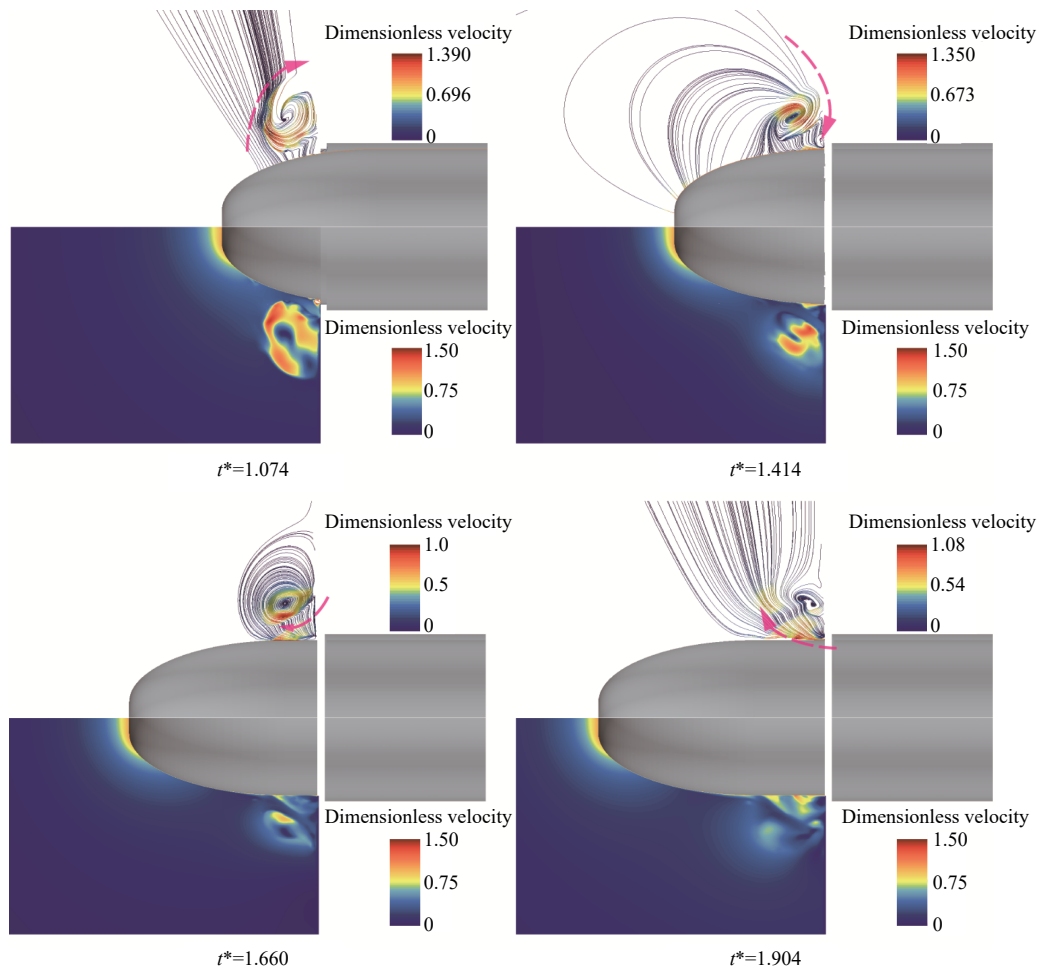 Dimensionless velocity
1.390
0.696
0
Dimensionless velocity
1.50
0.75
0
t*=1.074
Dimensionless velocity
1.350
0.673
0
Dimensionless velocity
1.50
0.75
0
t*=1.414
Dimensionless velocity
1.0
0.5
0
Dimensionless velocity
1.50
0.75
0
t*=1.660
Dimensionless velocity
1.08
0.54
0
Dimensionless velocity
1.50
0.75
0
t*=1.904